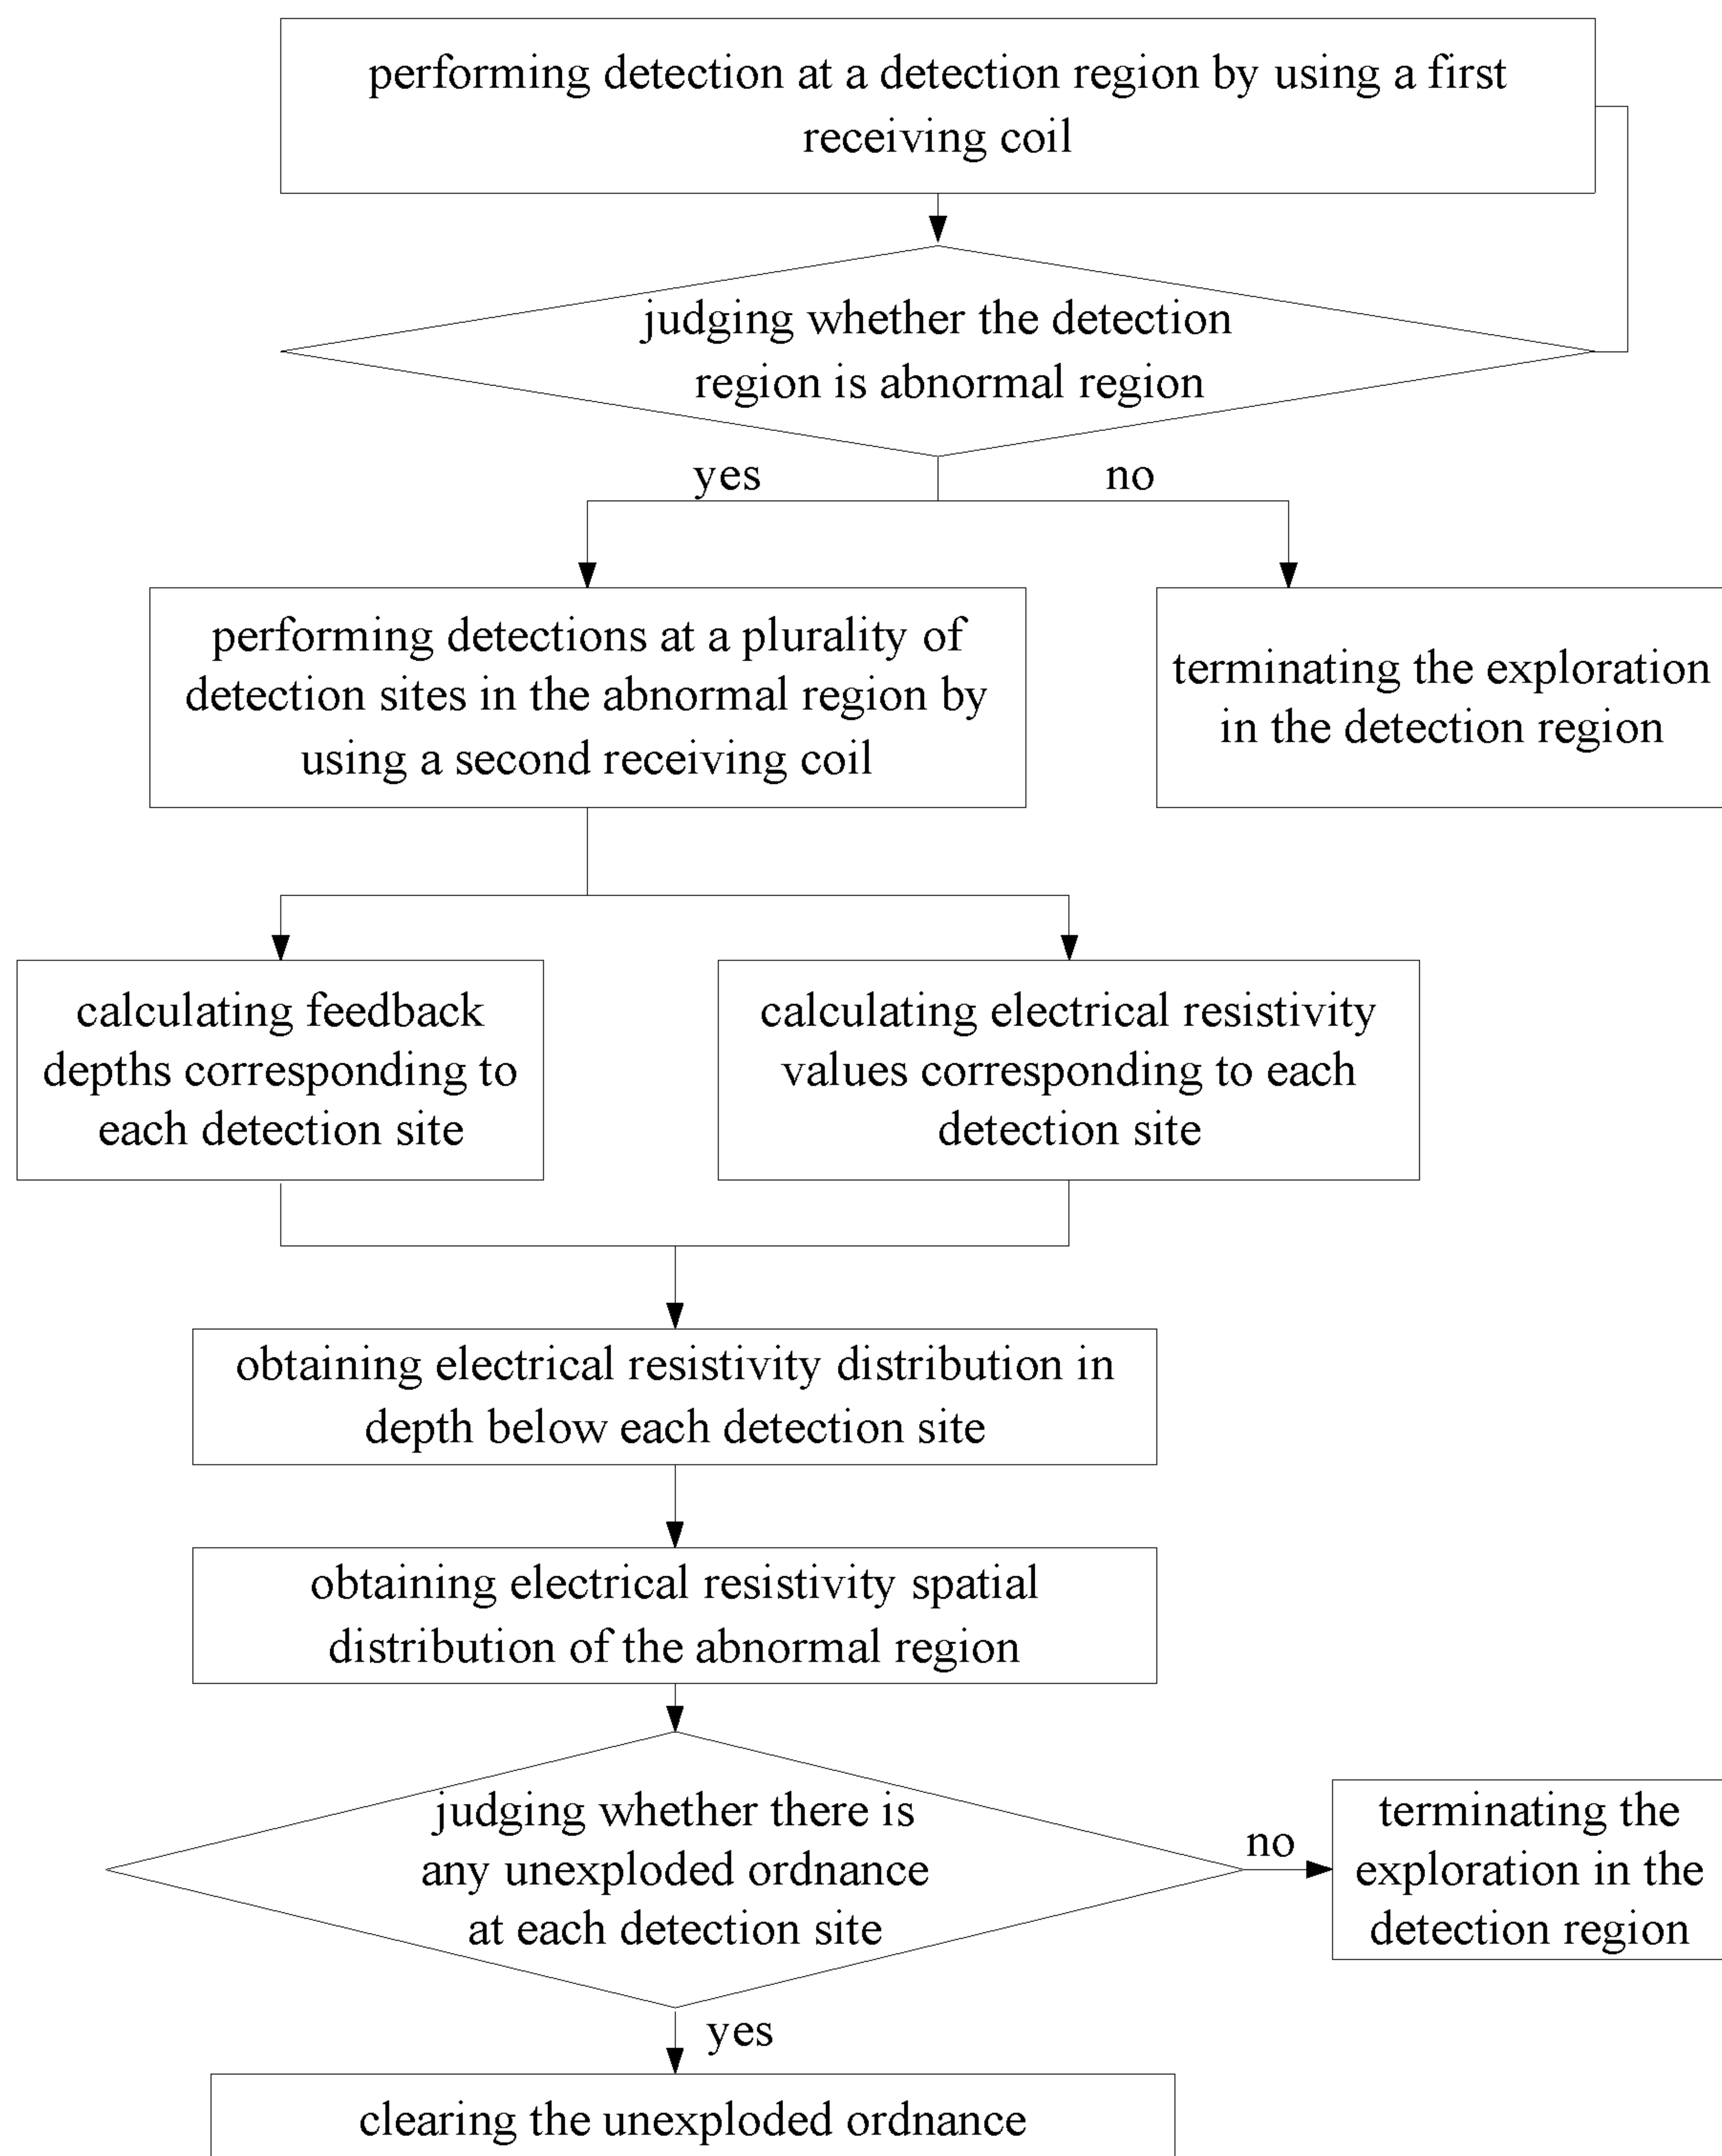 performing detection at a detection region by using a first
receiving coil
judging whether the detection
region is abnormal region
yes
no
performing detections at a plurality of
detection sites in the abnormal region by
using a second receiving coil
terminating the exploration
in the detection region
calculating feedback
depths corresponding to
each detection site
calculating electrical resistivity
values corresponding to each
detection site
obtaining electrical resistivity distribution in
depth below each detection site
obtaining electrical resistivity spatial
distribution of the abnormal region
judging whether there is
any unexploded ordnance
at each detection site
no
terminating the
exploration in the
detection region
yes
clearing the unexploded ordnance